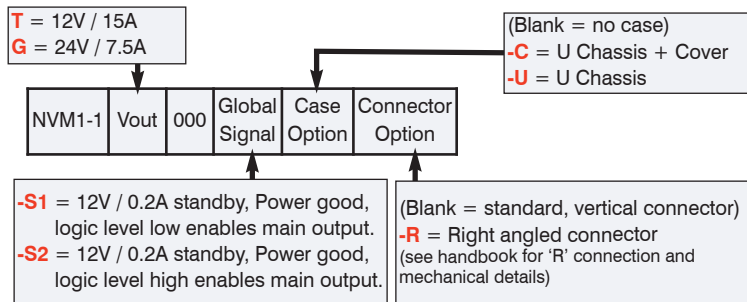 T = 12V / 15A
G = 24V / 7.5A
(Blank = no case)
-C = U Chassis + Cover
-U = U Chassis
NVM1-1
Vout
000
Global
Signal
Case
Option
Connector
Option
-S1 = 12V / 0.2A standby, Power good,
logic level low enables main output.
-S2 = 12V / 0.2A standby, Power good,
logic level high enables main output.
(Blank = standard, vertical connector)
-R = Right angled connector
(see handbook for ‘R’ connection and
mechanical details)